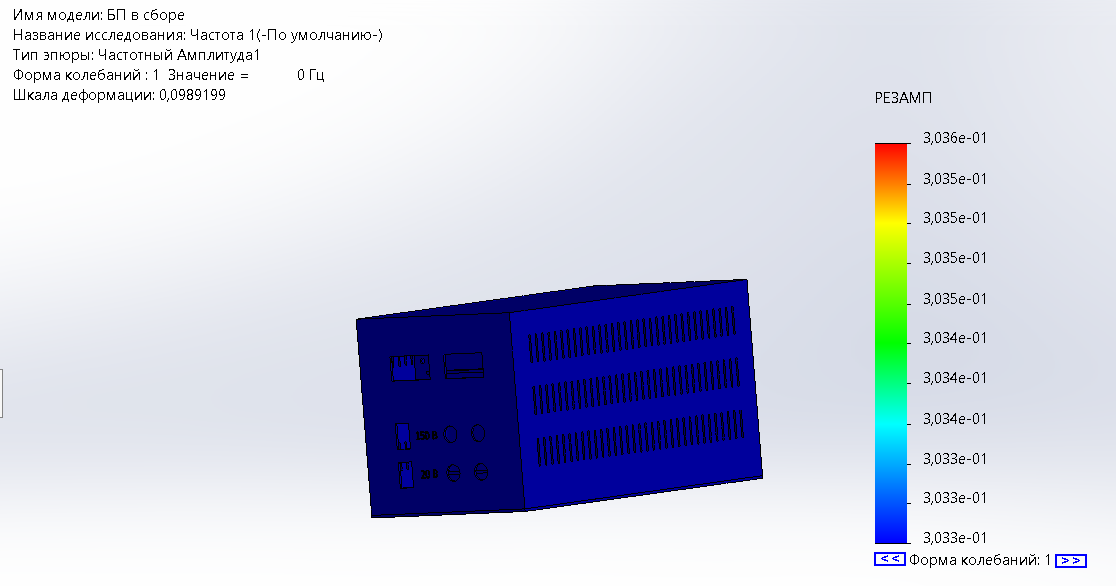 Имя модели: БП в сборе
Название исследования: Частота 1(-По умолчанию-)
Тип эпюры: Частотный Амплитуда1
Форма колебаний : 1 Значение = 0 Гц
Шкала деформации: 0,0989199
РЕЗАМП
3,036e-01
3,035e-01
3,035e-01
3,035e-01
3,035e-01
3,034e-01
3,034e-01
3,034e-01
3,033e-01
3,033e-01
3,033e-01
<< Форма колебаний: 1 >>